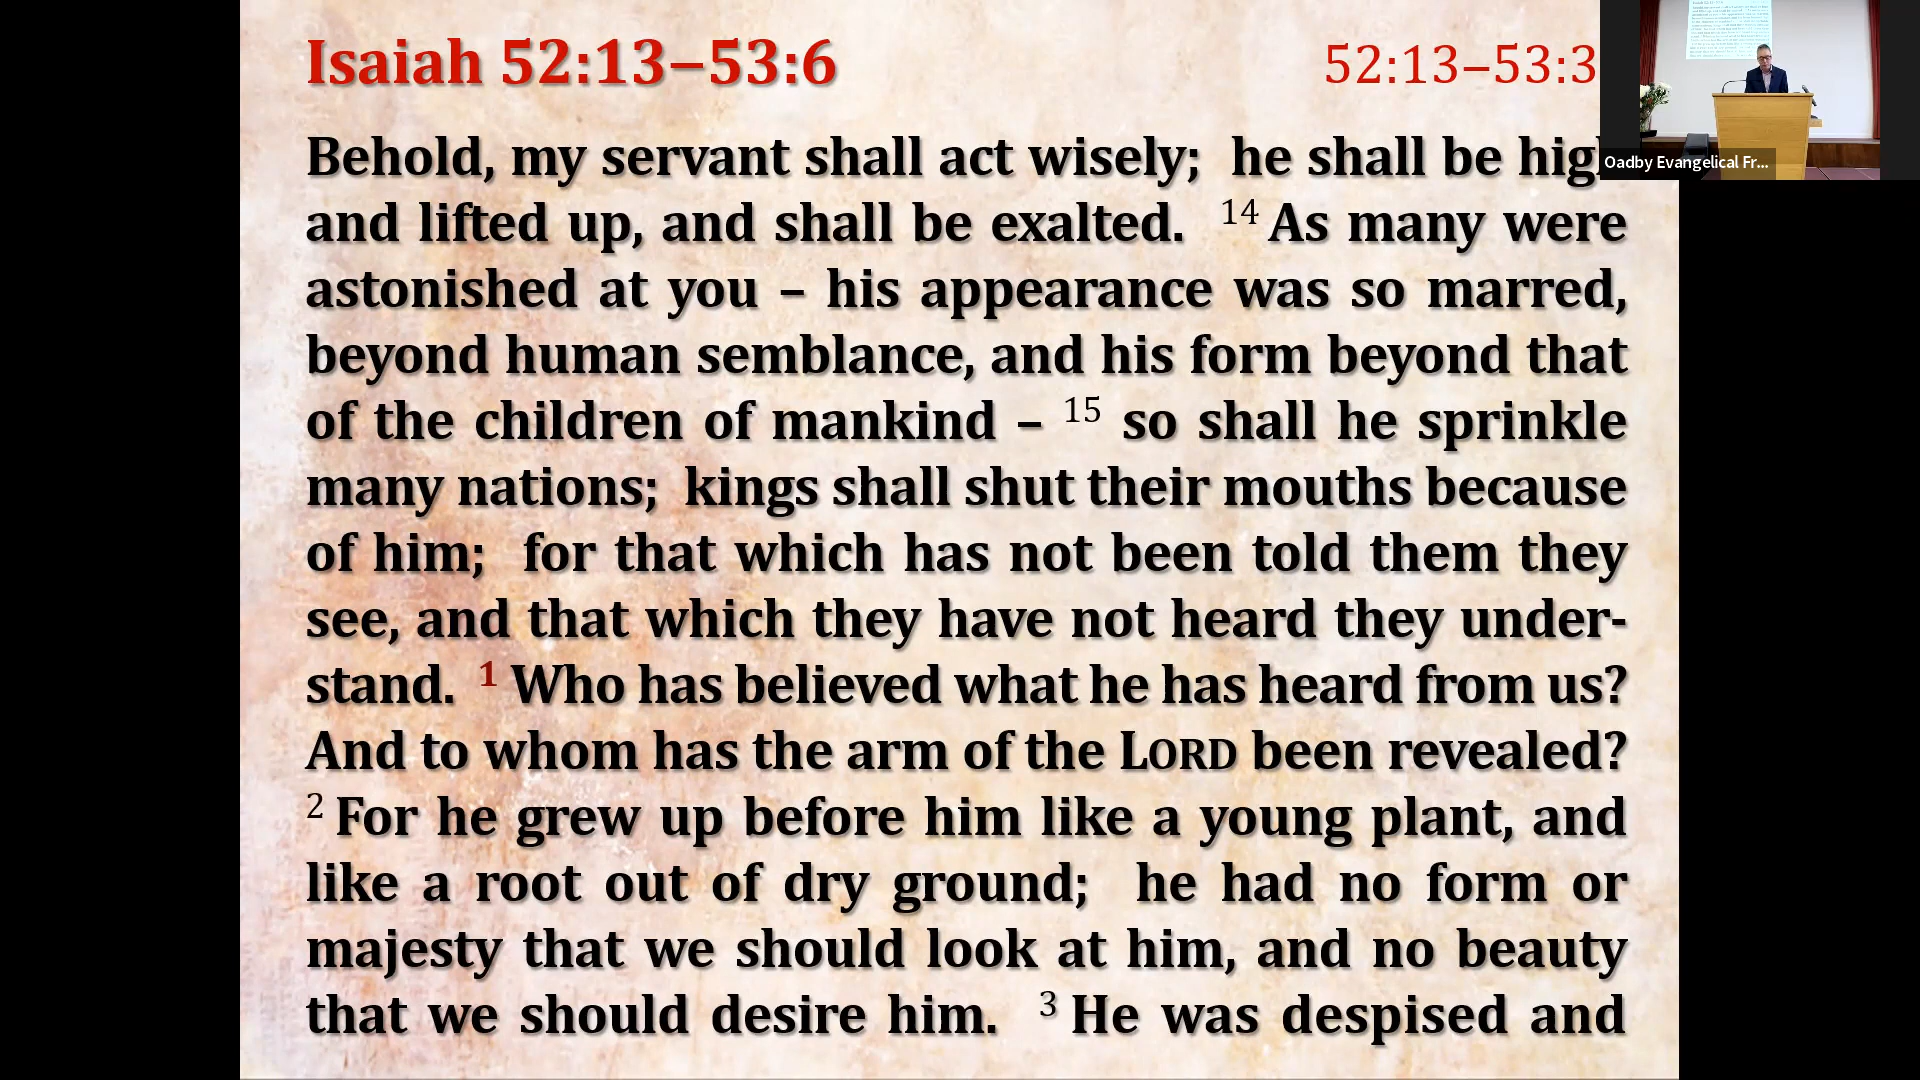 Isaiah 52:13–53:6
52:13–53:3
Behold, my servant shall act wisely; he shall be hig
and lifted up, and shall be exalted. 14 As many were
astonished at you – his appearance was so marred,
beyond human semblance, and his form beyond that
of the children of mankind – 15 so shall he sprinkle
many nations; kings shall shut their mouths because
of him; for that which has not been told them they
see, and that which they have not heard they under-
stand. 1 Who has believed what he has heard from us?
And to whom has the arm of the LORD been revealed?
2 For he grew up before him like a young plant, and
like a root out of dry ground; he had no form or
majesty that we should look at him, and no beauty
that we should desire him. 3 He was despised and
Oadby Evangelical Fr...